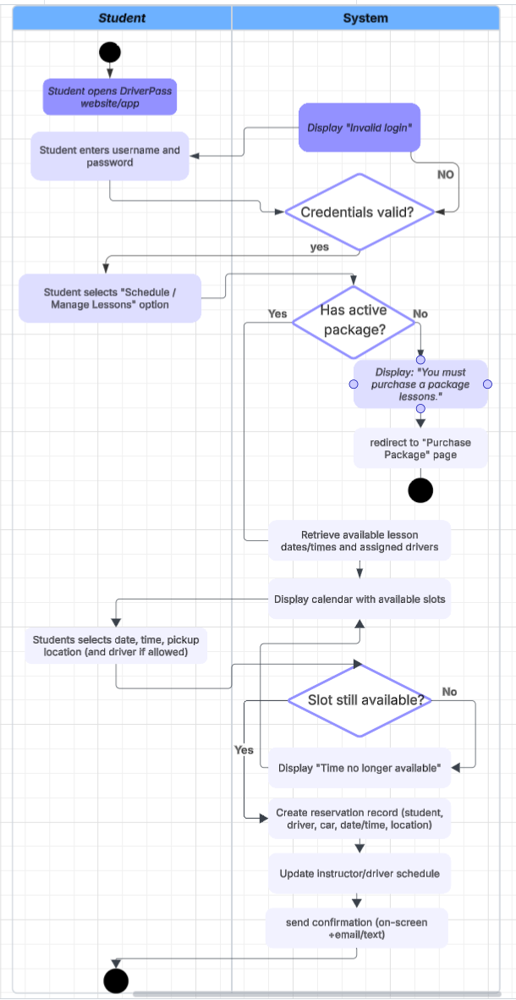 Student
System
Student opens DriverPass
website/app
Display "Invalid login"
Student enters username and
password
NO
Credentials valid?
yes
Student selects "Schedule /
Manage Lessons" option
Has active
package?
Yes
No
Display: "You must
purchase a package
lessons."
redirect to "Purchase
Package" page
Retrieve available lesson
dates/times and assigned drivers
Display calendar with available slots
Students selects date, time, pickup
location (and driver if allowed)
Slot still available?
No
Yes
Display "Time no longer available"
Create reservation record (student,
driver, car, date/time, location)
Update instructor/driver schedule
send confirmation (on-screen
+email/text)